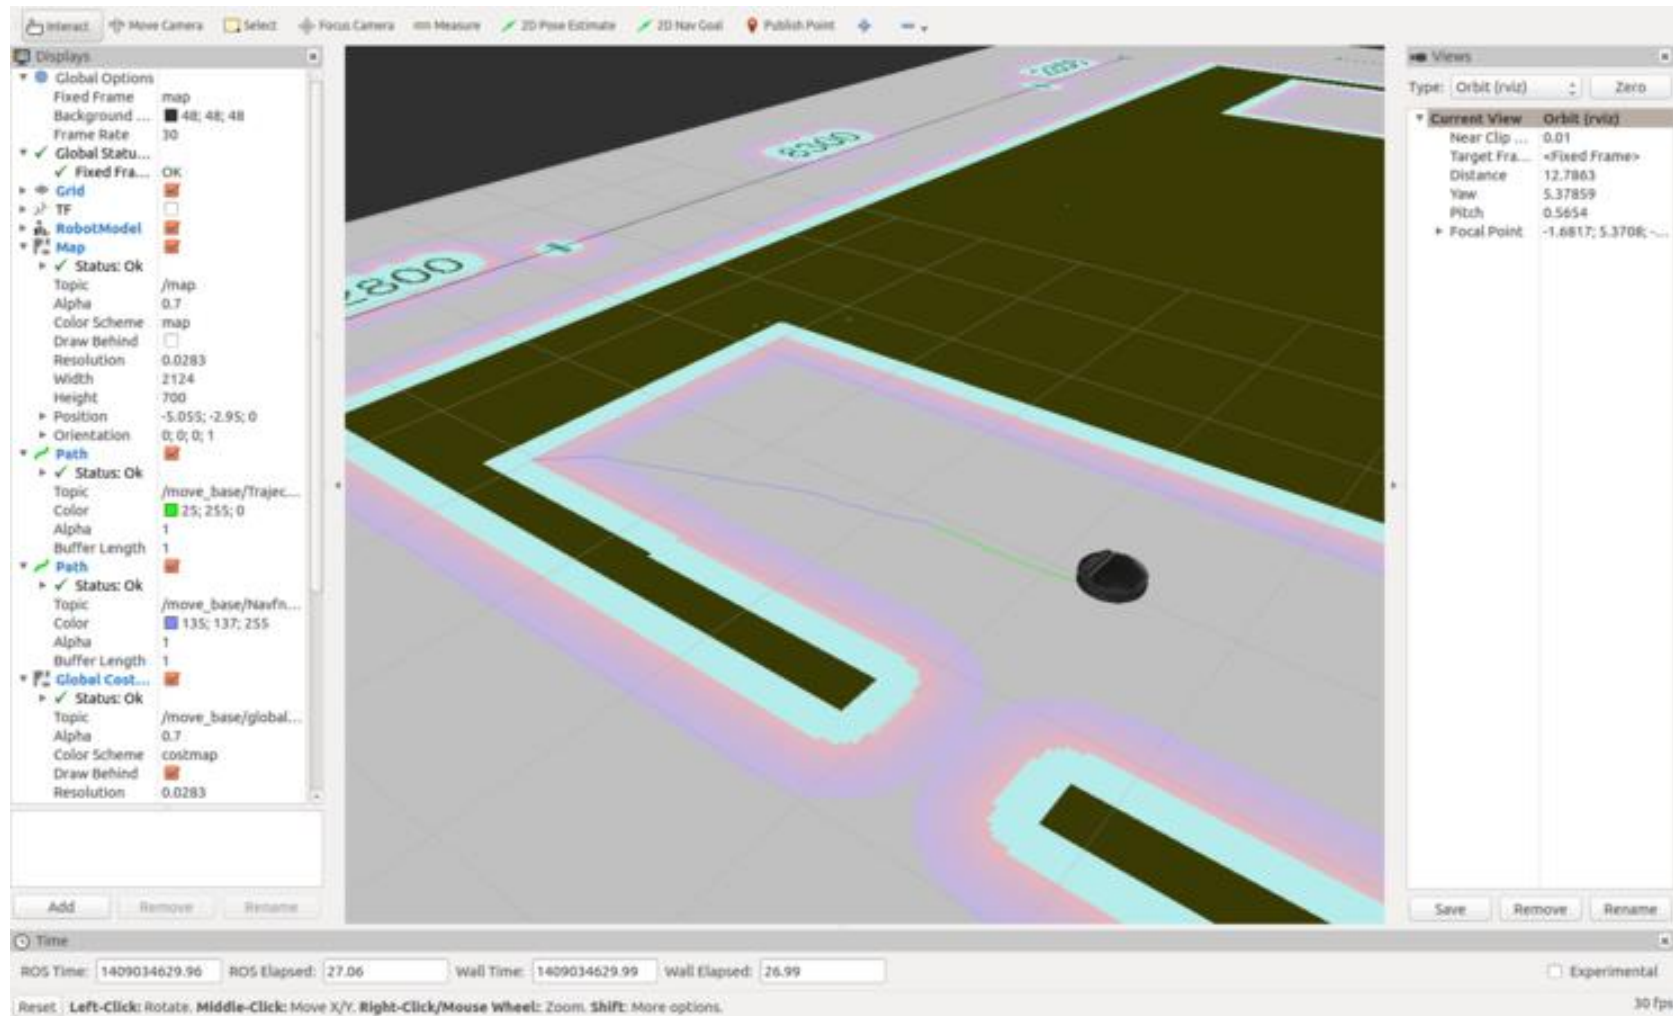 Interact Move Camera Select Focus Camera Measure 2D Pose Estimate 2D Nav Goal Publish Point
Displays
Global Options
Fixed Frame map
Background ... 48; 48; 48
Frame Rate 30
Global Statu...
Fixed Fra... OK
Grid
TF
RobotModel
Map
Status: Ok
Topic /map
Alpha 0.7
Color Scheme map
Draw Behind
Resolution 0.0283
Width 2124
Height 700
Position -5.055; -2.95; 0
Orientation 0; 0; 0; 1
Path
Status: Ok
Topic /move_base/Trajec...
Color 25; 255; 0
Alpha 1
Buffer Length 1
Path
Status: Ok
Topic /move_base/Navfn...
Color 135; 137; 255
Alpha 1
Buffer Length 1
Global Cost...
Status: Ok
Topic /move_base/global...
Alpha 0.7
Color Scheme costmap
Draw Behind
Resolution 0.0283
Add Remove Rename
8300
2800
Views
Type: Orbit (rviz) Zero
Current View Orbit (rviz)
Near Clip ... 0.01
Target Fra... <Fixed Frame>
Distance 12.7863
Yaw 5.37859
Pitch 0.5654
Focal Point -1.6817; 5.3708; -...
Save Remove Rename
Time
ROS Time: 1409034629.96 ROS Elapsed: 27.06 Wall Time: 1409034629.99 Wall Elapsed: 26.99 Experimental
Reset Left-Click: Rotate. Middle-Click: Move X/Y. Right-Click/Mouse Wheel: Zoom. Shift: More options. 30 fps